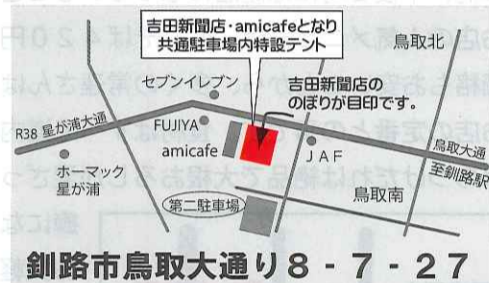 吉田新聞店・amicafeとなり
共通駐車場内特設テント
鳥取北
セブン-イレブン
吉田新聞店の
のぼりが目印です。
R38 星が浦大通
FUJIYA
amicafe
JAF
鳥取大通
至釧路駅
ホーマック
星が浦
鳥取南
第二駐車場
釧路市鳥取大通り8-7-27